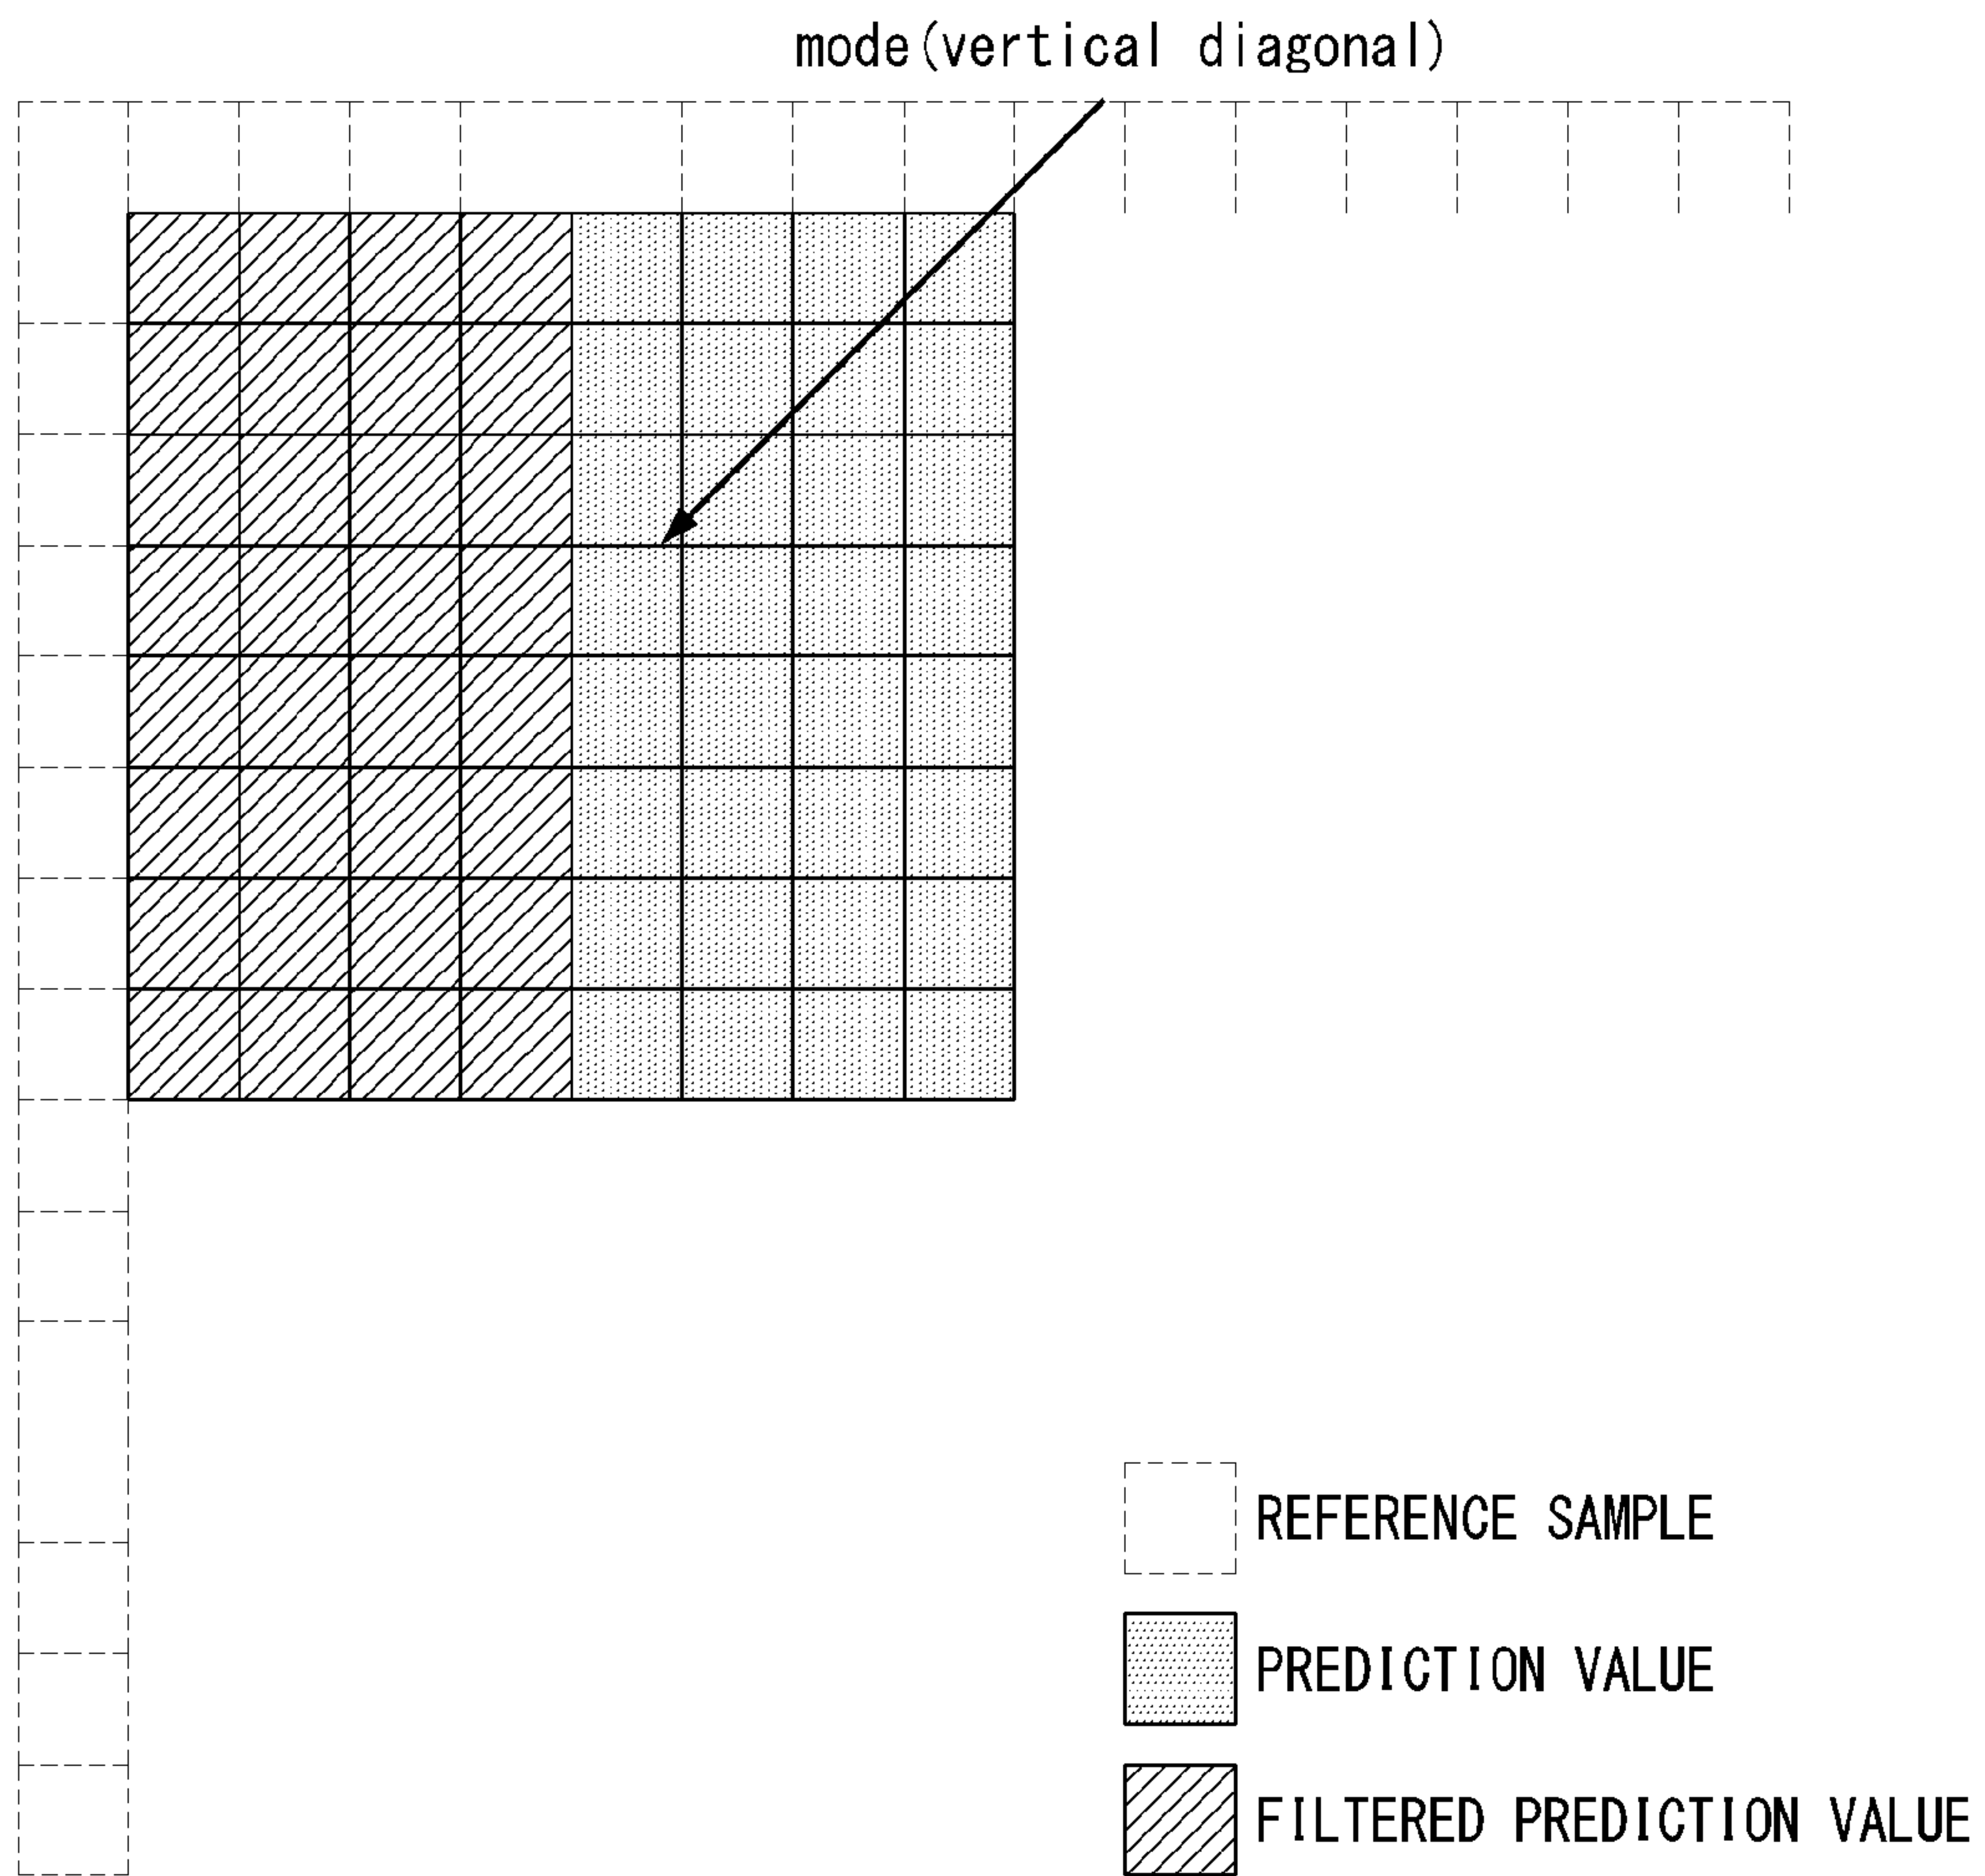 mode(vertical diagonal)
REFERENCE SAMPLE
PREDICTION VALUE
FILTERED PREDICTION VALUE